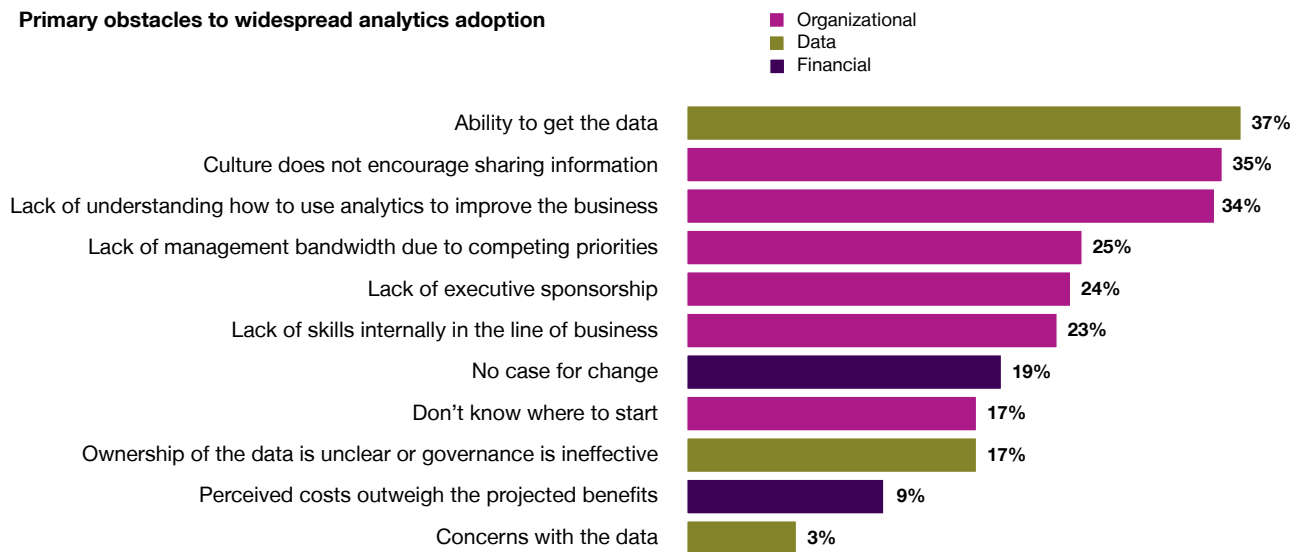 Primary obstacles to widespread analytics adoption
Organizational
Data
Financial
Ability to get the data 37%
Culture does not encourage sharing information 35%
Lack of understanding how to use analytics to improve the business 34%
Lack of management bandwidth due to competing priorities 25%
Lack of executive sponsorship 24%
Lack of skills internally in the line of business 23%
No case for change 19%
Don’t know where to start 17%
Ownership of the data is unclear or governance is ineffective 17%
Perceived costs outweigh the projected benefits 9%
Concerns with the data 3%